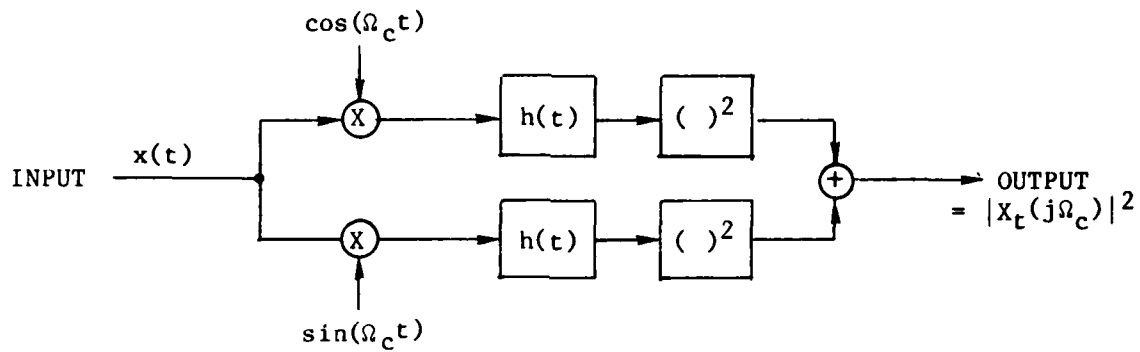 cos(Ω_c t)
X
h(t)
( )²
x(t)
INPUT
+
OUTPUT
= |X_t(jΩ_c)|²
X
h(t)
( )²
sin(Ω_c t)